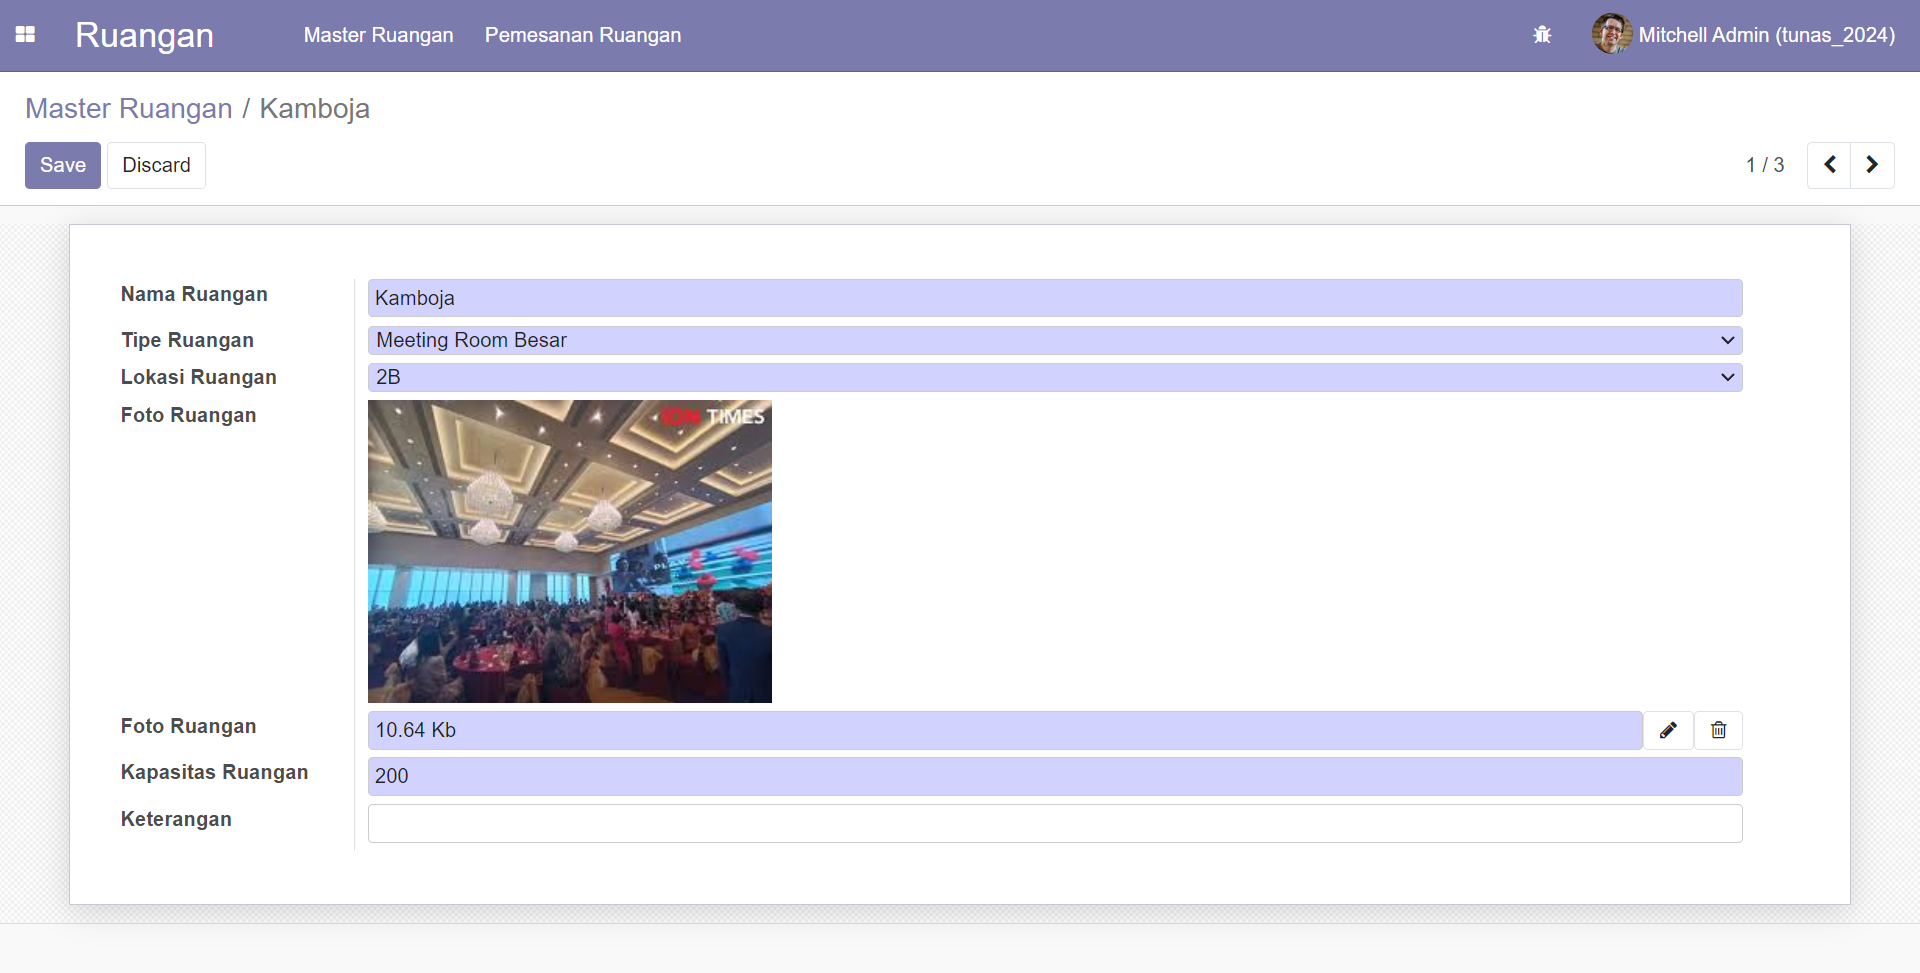 Ruangan
Master Ruangan
Pemesanan Ruangan
Mitchell Admin (tunas_2024)
Master Ruangan / Kamboja
Save
Discard
1 / 3
Nama Ruangan
Kamboja
Tipe Ruangan
Meeting Room Besar
Lokasi Ruangan
2B
Foto Ruangan
IDN TIMES
PLAY
Foto Ruangan
10.64 Kb
Kapasitas Ruangan
200
Keterangan